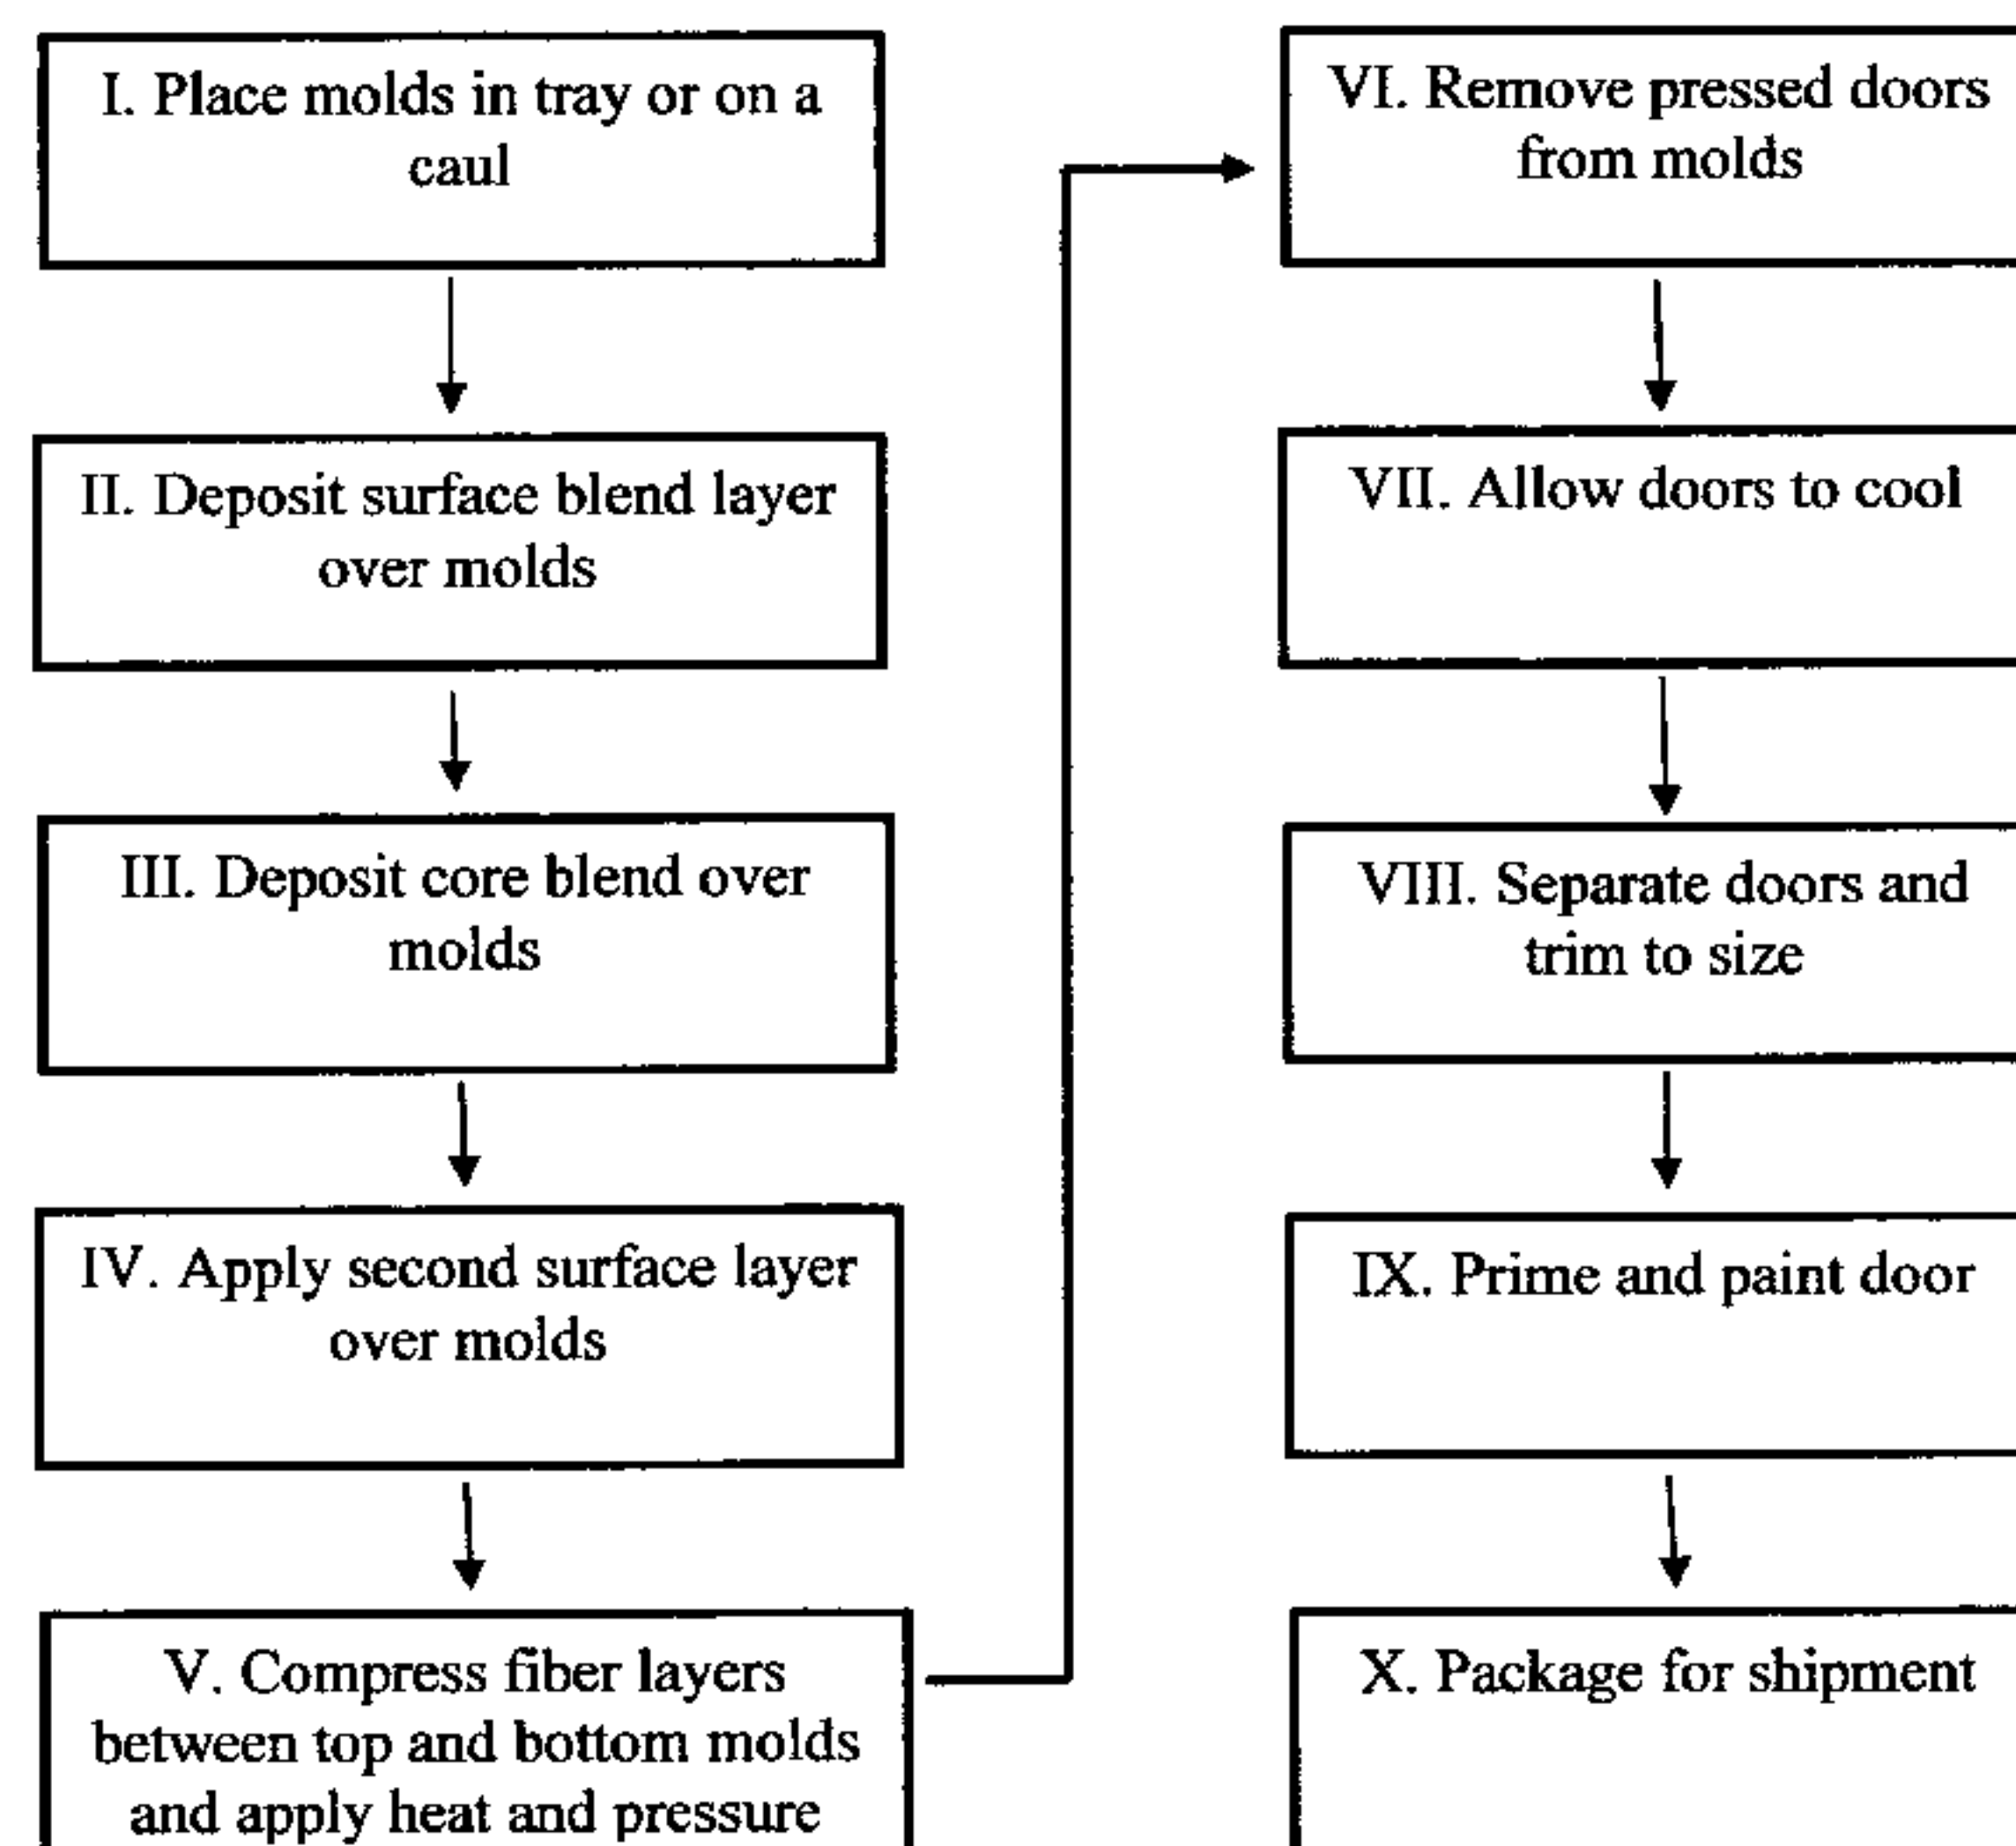 I. Place molds in tray or on a
caul
II. Deposit surface blend layer
over molds
III. Deposit core blend over
molds
IV. Apply second surface layer
over molds
V. Compress fiber layers
between top and bottom molds
and apply heat and pressure
VI. Remove pressed doors
from molds
VII. Allow doors to cool
VIII. Separate doors and
trim to size
IX. Prime and paint door
X. Package for shipment